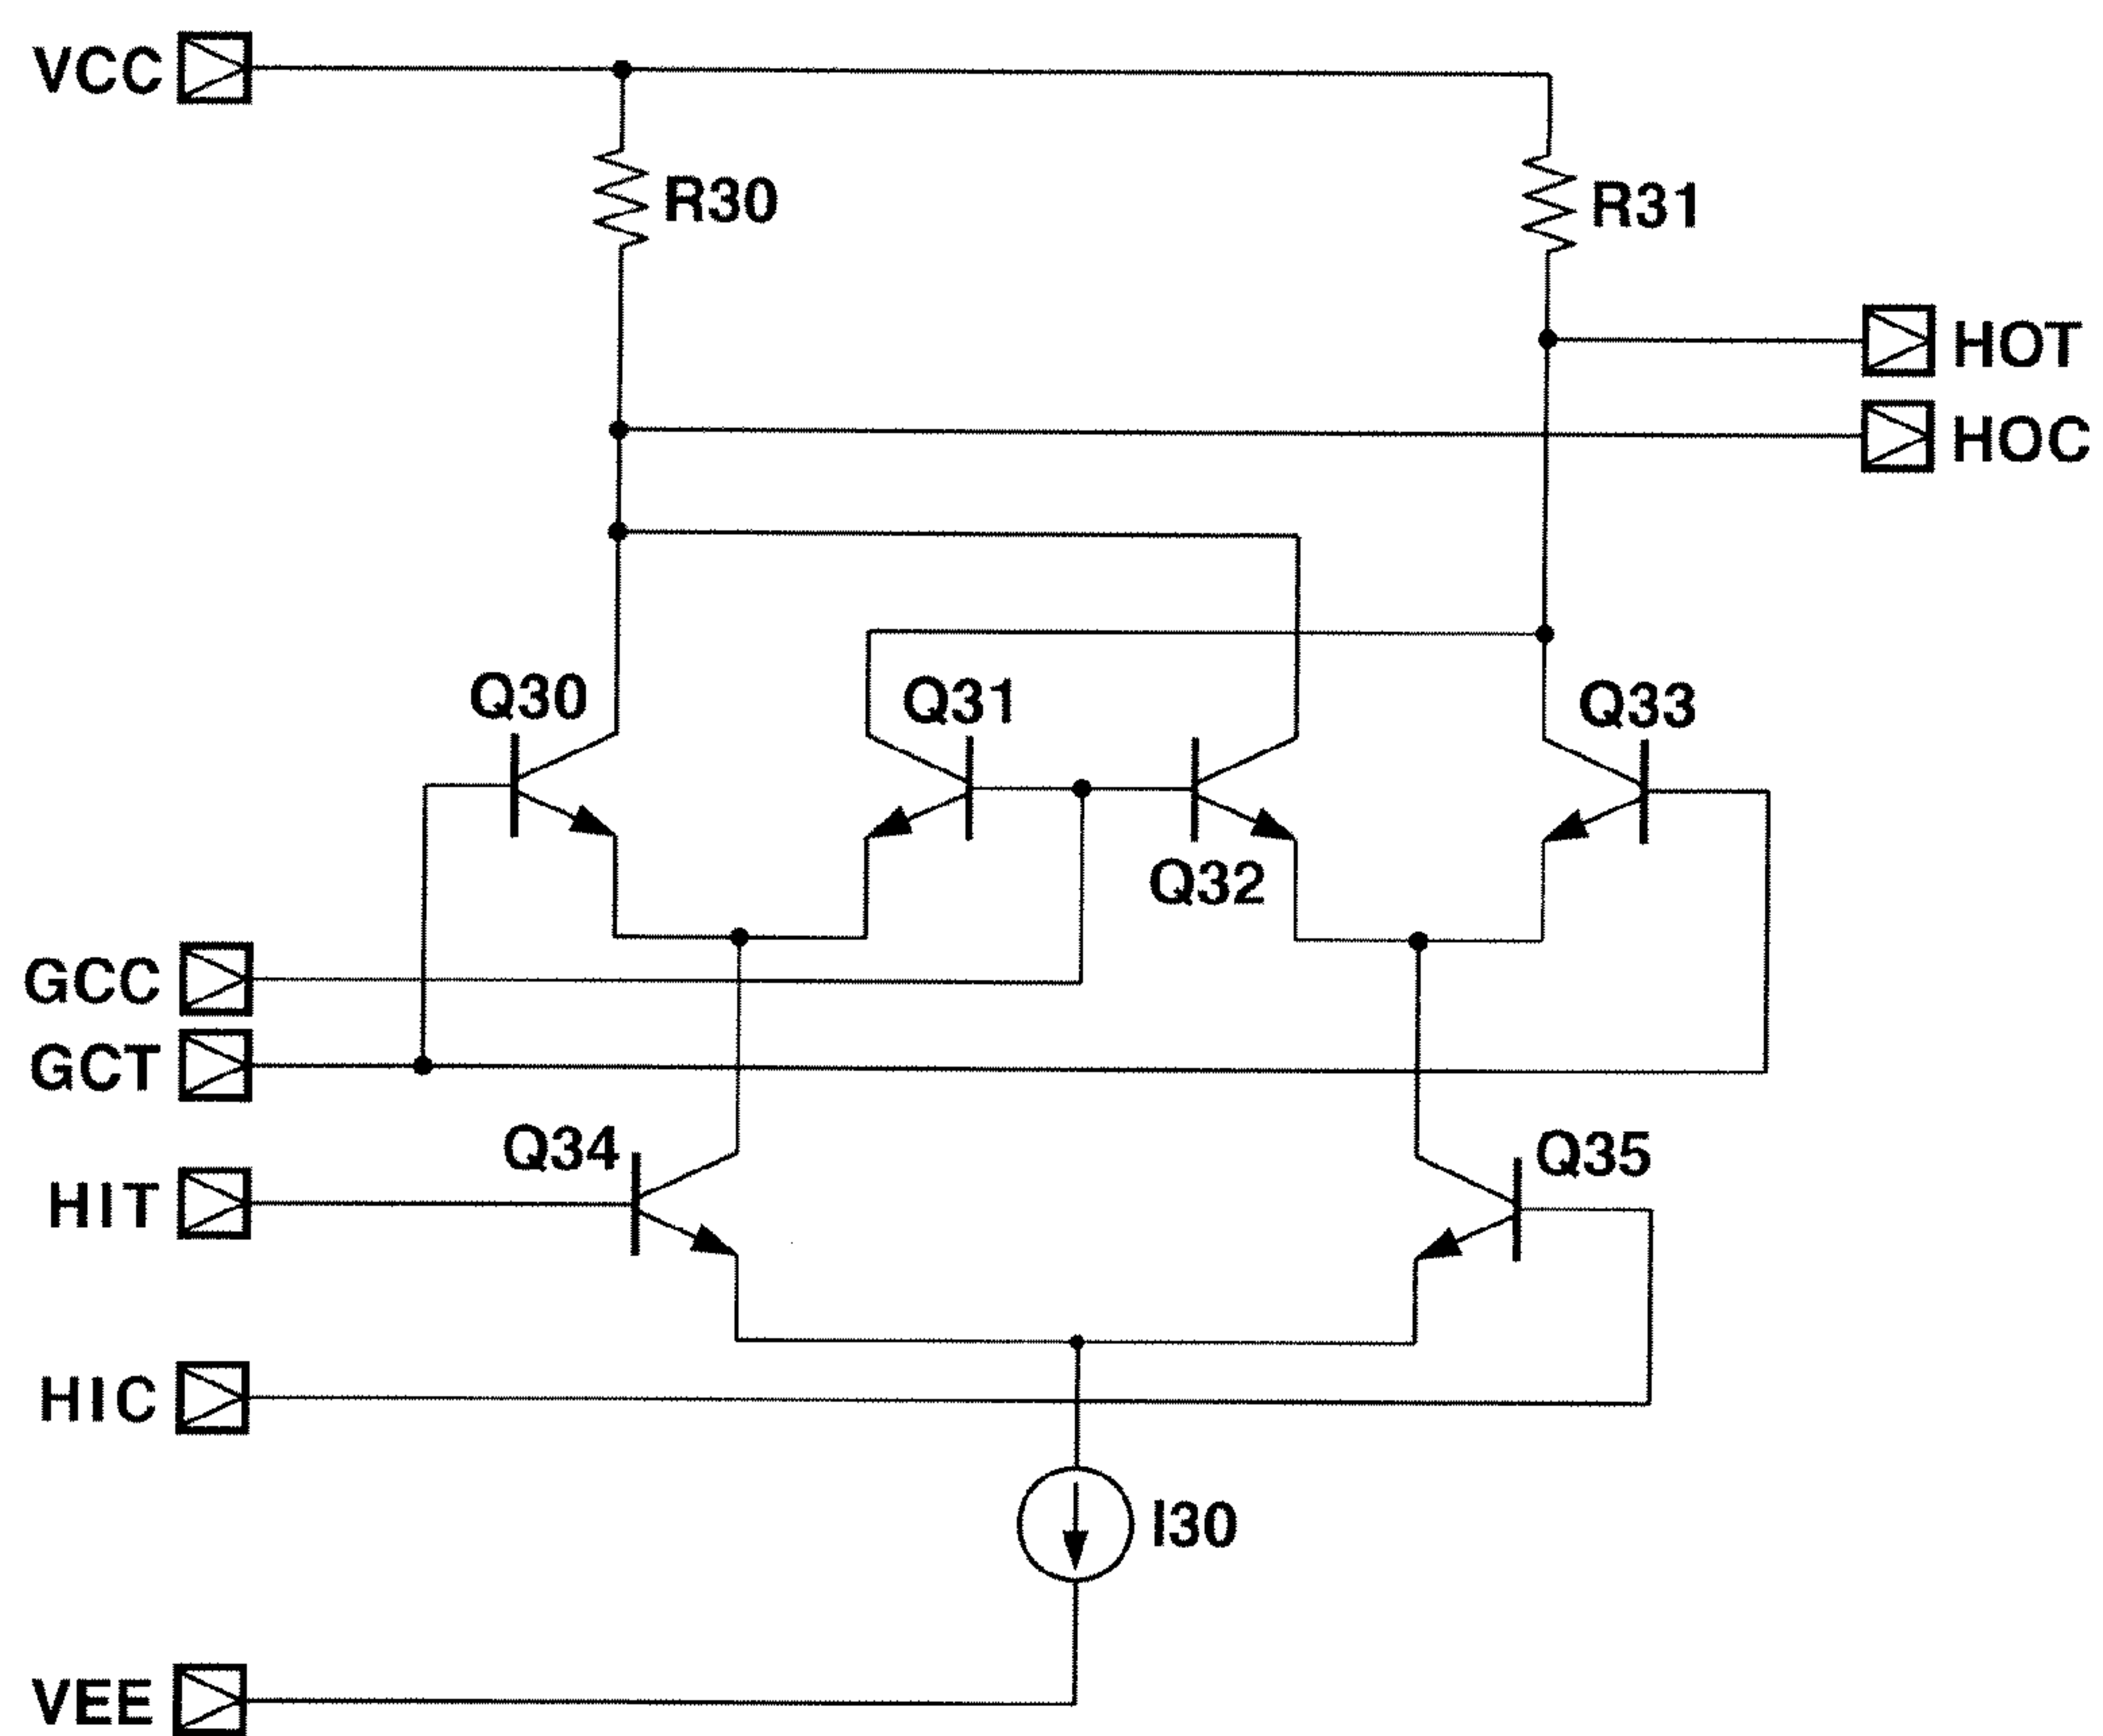 VCC
R30
R31
HOT
HOC
Q30
Q31
Q33
Q32
GCC
GCT
Q34
Q35
HIT
HIC
I30
VEE